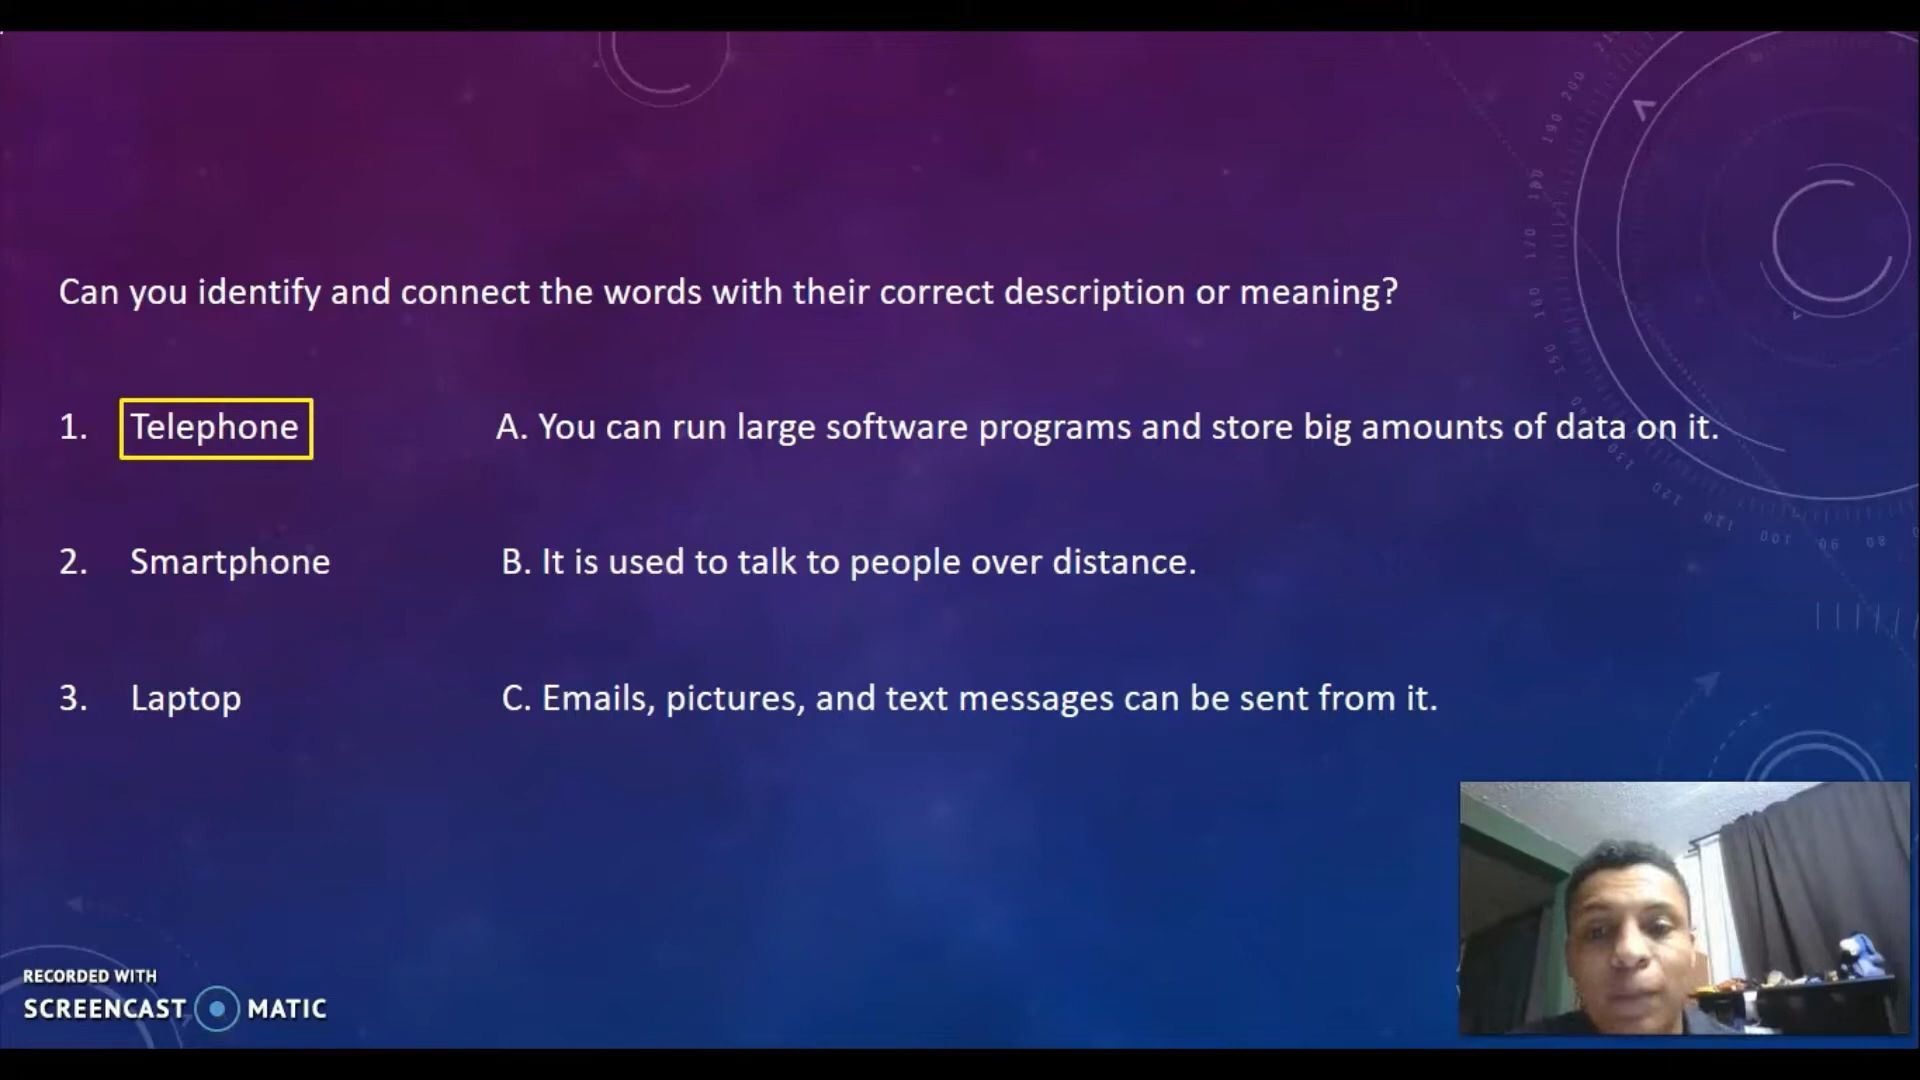 Can you identify and connect the words with their correct description or meaning?
1. Telephone A. You can run large software programs and store big amounts of data on it.
2. Smartphone B. It is used to talk to people over distance.
3. Laptop C. Emails, pictures, and text messages can be sent from it.
RECORDED WITH
SCREENCAST MATIC